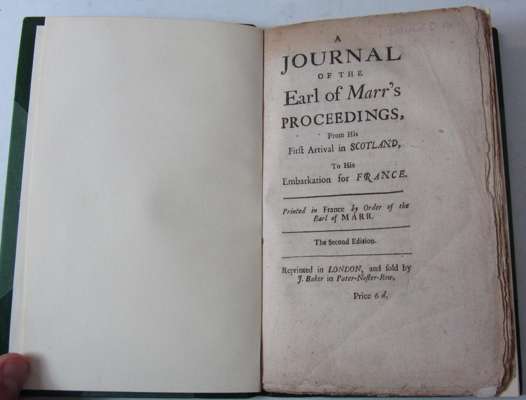 A
JOURNAL
OF THE
Earl of Marr's
PROCEEDINGS,
From His
Firſt Arrival in SCOTLAND,
To His
Embarkation for FRANCE.
Printed in France by Order of the
Earl of MARR.
The Second Edition.
Reprinted in LONDON, and ſold by
J. Baker in Pater-Noſter-Row,
Price 6 d.